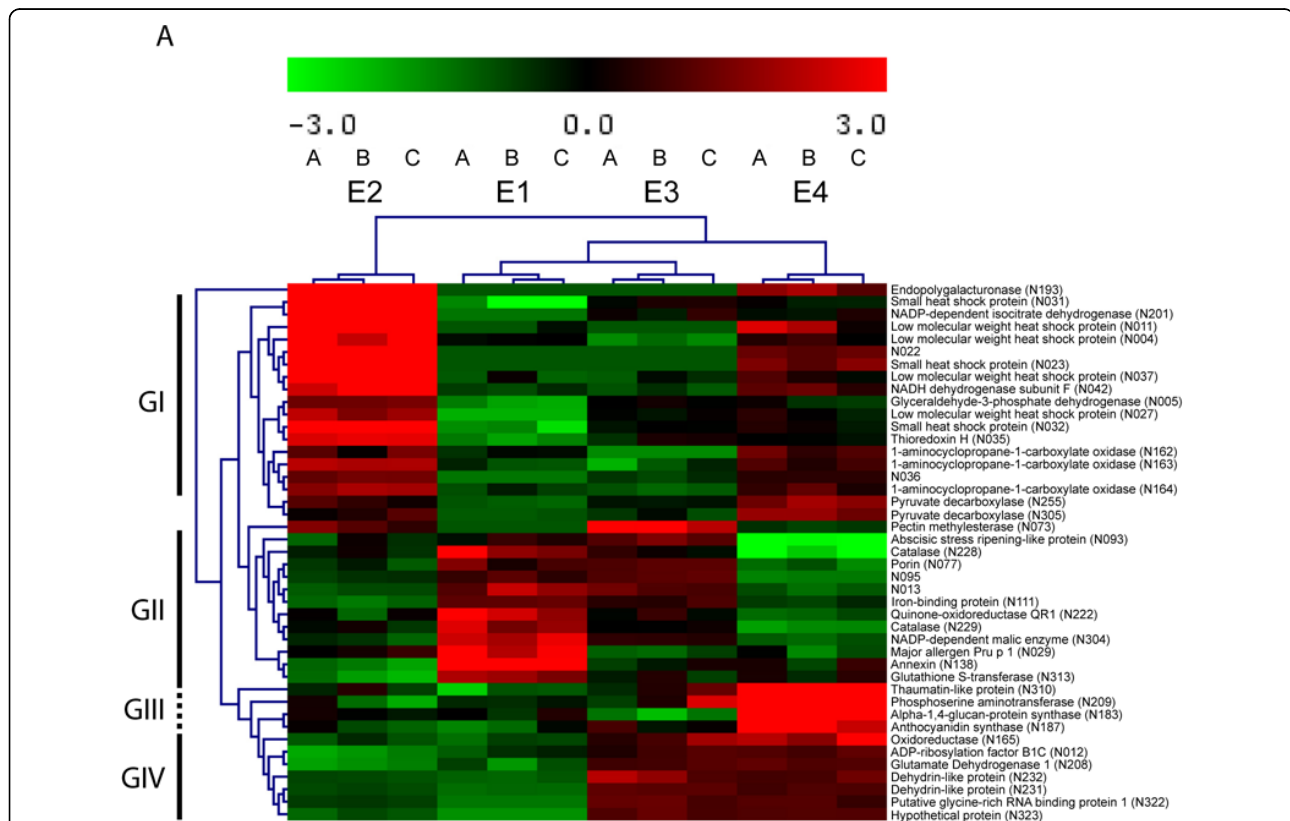 A
-3.0 0.0 3.0
A B C A B C A B C A B C
E2 E1 E3 E4
Endopolygalacturonase (N193)
Small heat shock protein (N031)
NADP-dependent isocitrate dehydrogenase (N201)
Low molecular weight heat shock protein (N011)
Low molecular weight heat shock protein (N004)
N022
Small heat shock protein (N023)
Low molecular weight heat shock protein (N037)
NADH dehydrogenase subunit F (N042)
GI
Glyceraldehyde-3-phosphate dehydrogenase (N005)
Low molecular weight heat shock protein (N027)
Small heat shock protein (N032)
Thioredoxin H (N035)
1-aminocyclopropane-1-carboxylate oxidase (N162)
1-aminocyclopropane-1-carboxylate oxidase (N163)
N036
1-aminocyclopropane-1-carboxylate oxidase (N164)
Pyruvate decarboxylase (N255)
Pyruvate decarboxylase (N305)
Pectin methylesterase (N073)
Abscisic stress ripening-like protein (N093)
Catalase (N228)
Porin (N077)
N095
N013
GII
Iron-binding protein (N111)
Quinone-oxidoreductase QR1 (N222)
Catalase (N229)
NADP-dependent malic enzyme (N304)
Major allergen Pru p 1 (N029)
Annexin (N138)
Glutathione S-transferase (N313)
Thaumatin-like protein (N310)
Phosphoserine aminotransferase (N209)
GIII
Alpha-1,4-glucan-protein synthase (N183)
Anthocyanidin synthase (N187)
Oxidoreductase (N165)
ADP-ribosylation factor B1C (N012)
Glutamate Dehydrogenase 1 (N208)
GIV
Dehydrin-like protein (N232)
Dehydrin-like protein (N231)
Putative glycine-rich RNA binding protein 1 (N322)
Hypothetical protein (N323)